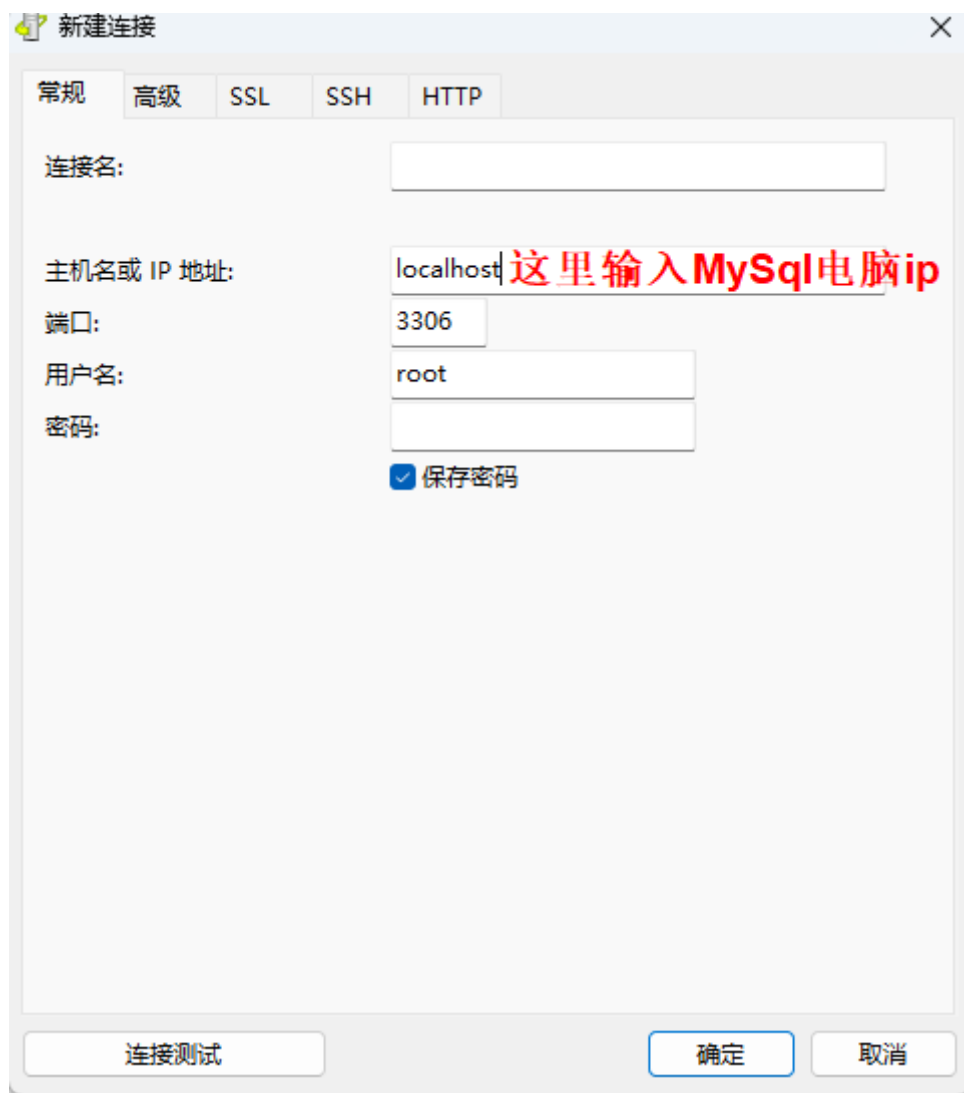 新建连接
常规 高级 SSL SSH HTTP
连接名:
主机名或 IP 地址: localhost 这里输入MySql电脑ip
端口: 3306
用户名: root
密码:
保存密码
连接测试 确定 取消